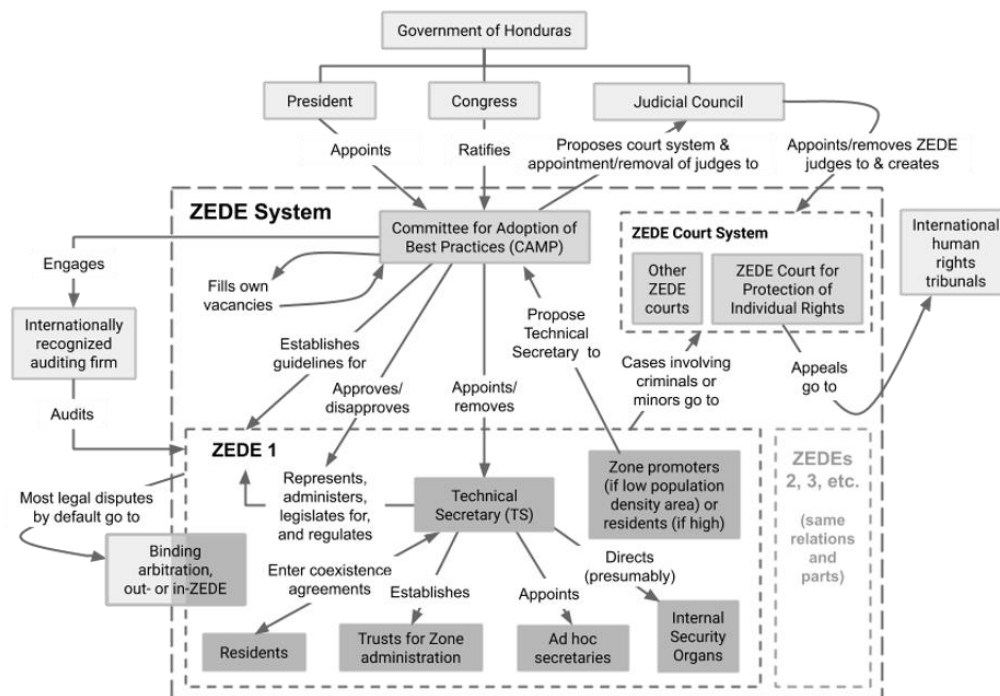 Government of Honduras
President
Congress
Judicial Council
Appoints
Ratifies
Proposes court system &
appointment/removal of judges to
Appoints/removes ZEDE
judges to & creates
ZEDE System
Committee for Adoption of
Best Practices (CAMP)
ZEDE Court System
Other
ZEDE
courts
ZEDE Court for
Protection of
Individual Rights
International
human
rights
tribunals
Engages
Fills own
vacancies
Internationally
recognized
auditing firm
Establishes
guidelines for
Propose
Technical
Secretary to
Cases involving
criminals or
minors go to
Appeals
go to
Approves/
disapproves
Appoints/
removes
Audits
ZEDE 1
Represents,
administers,
legislates for,
and regulates
Technical
Secretary (TS)
Zone promoters
(if low population
density area) or
residents (if high)
ZEDEs
2, 3, etc.
(same
relations
and
parts)
Most legal disputes
by default go to
Binding
arbitration,
out- or in-ZEDE
Enter coexistence
agreements
Establishes
Appoints
Directs
(presumably)
Residents
Trusts for Zone
administration
Ad hoc
secretaries
Internal
Security
Organs